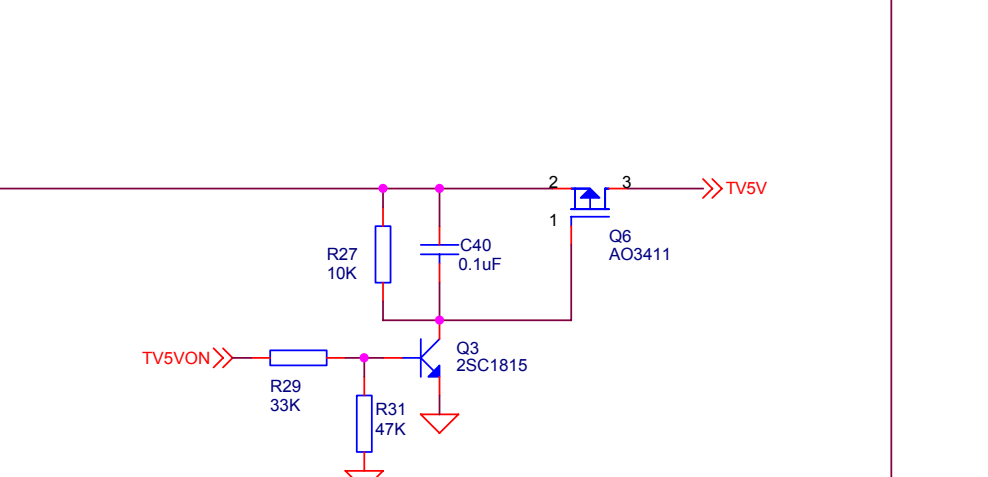 2
3
TV5V
1
Q6
AO3411
R27
10K
C40
0.1uF
TV5VON
Q3
2SC1815
R29
33K
R31
47K